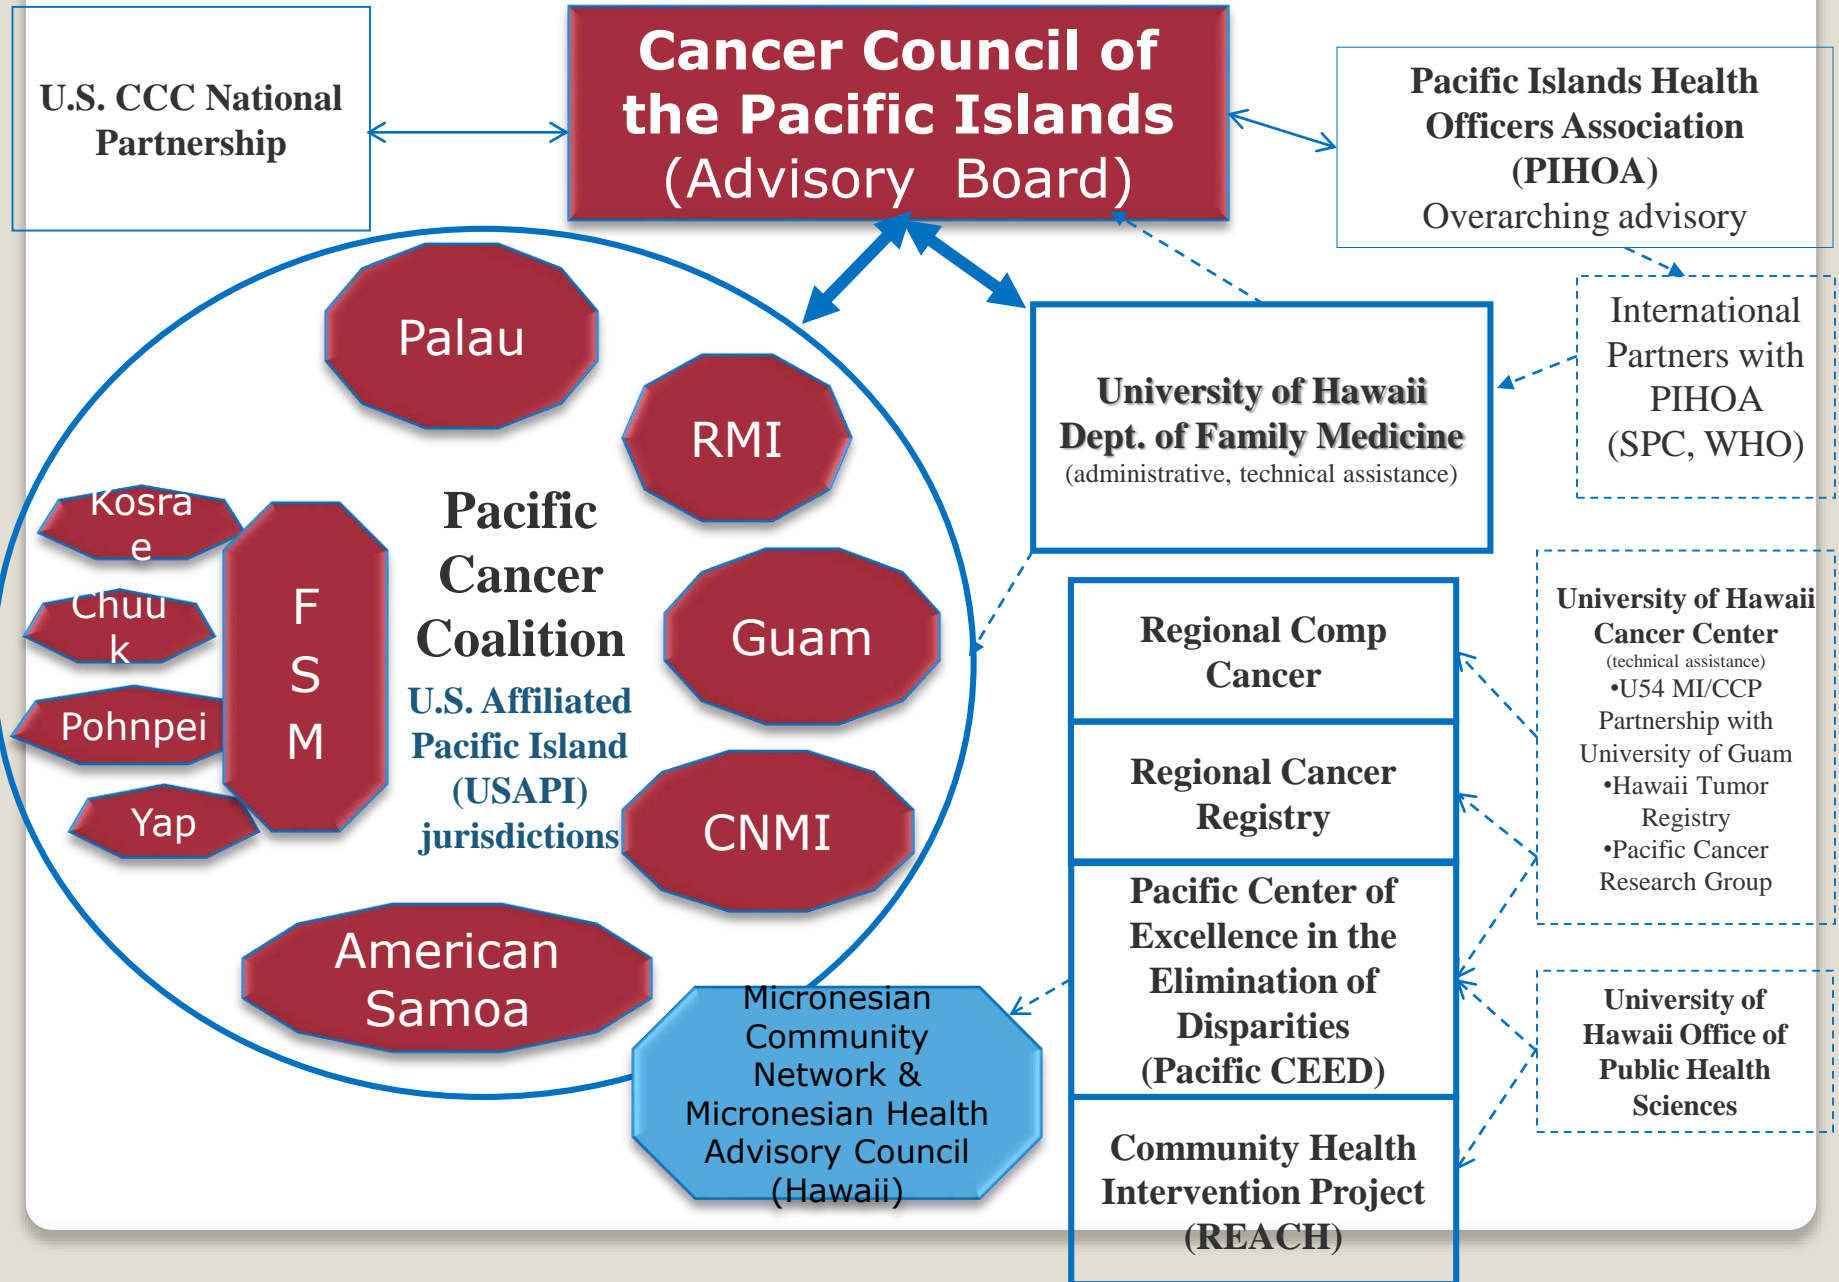 U.S. CCC National
Partnership
Cancer Council of
the Pacific Islands
(Advisory Board)
Pacific Islands Health
Officers Association
(PIHOA)
Overarching advisory
International
Partners with
PIHOA
(SPC, WHO)
University of Hawaii
Dept. of Family Medicine
(administrative, technical assistance)
Palau
RMI
Kosra
e
Chuu
k
Pohnpei
Yap
F
S
M
Pacific
Cancer
Coalition
U.S. Affiliated
Pacific Island
(USAPI)
jurisdictions
Guam
CNMI
American
Samoa
Micronesian
Community
Network &
Micronesian Health
Advisory Council
(Hawaii)
Regional Comp
Cancer
Regional Cancer
Registry
Pacific Center of
Excellence in the
Elimination of
Disparities
(Pacific CEED)
Community Health
Intervention Project
(REACH)
University of Hawaii
Cancer Center
(technical assistance)
•U54 MI/CCP
Partnership with
University of Guam
•Hawaii Tumor
Registry
•Pacific Cancer
Research Group
University of
Hawaii Office of
Public Health
Sciences